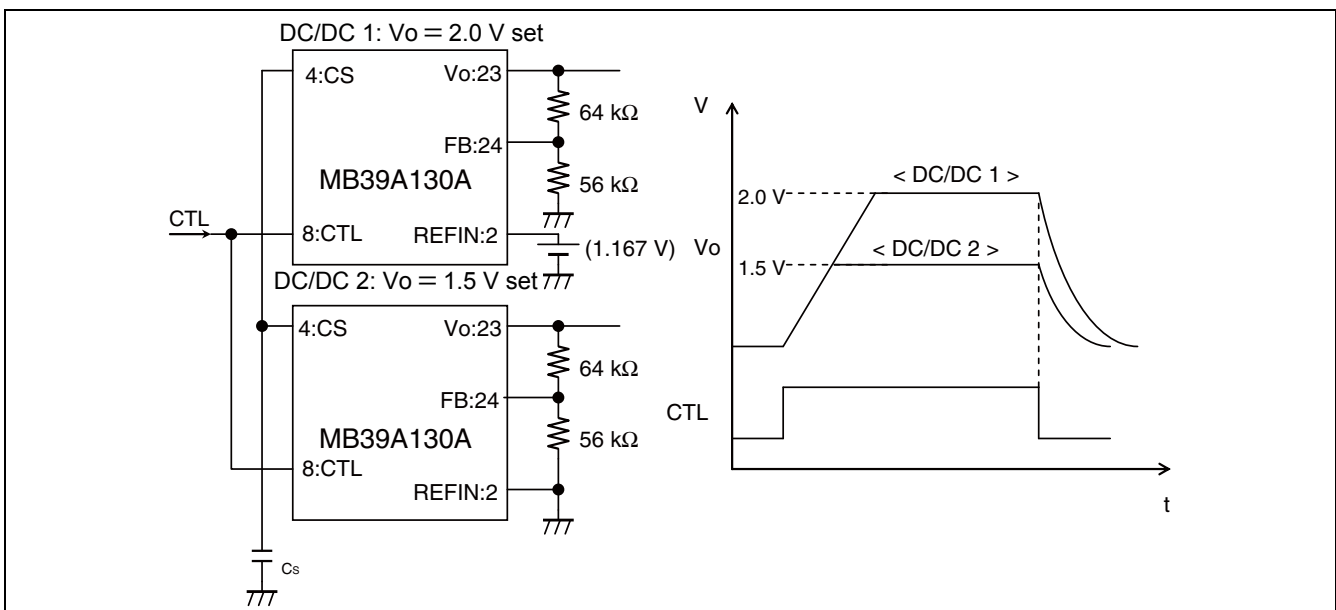 DC/DC 1: Vo = 2.0 V set
4:CS
Vo:23
64 kΩ
FB:24
56 kΩ
MB39A130A
CTL
8:CTL
REFIN:2
(1.167 V)
DC/DC 2: Vo = 1.5 V set
4:CS
Vo:23
64 kΩ
FB:24
56 kΩ
MB39A130A
8:CTL
REFIN:2
Cs
V
< DC/DC 1 >
2.0 V
Vo
< DC/DC 2 >
1.5 V
CTL
t